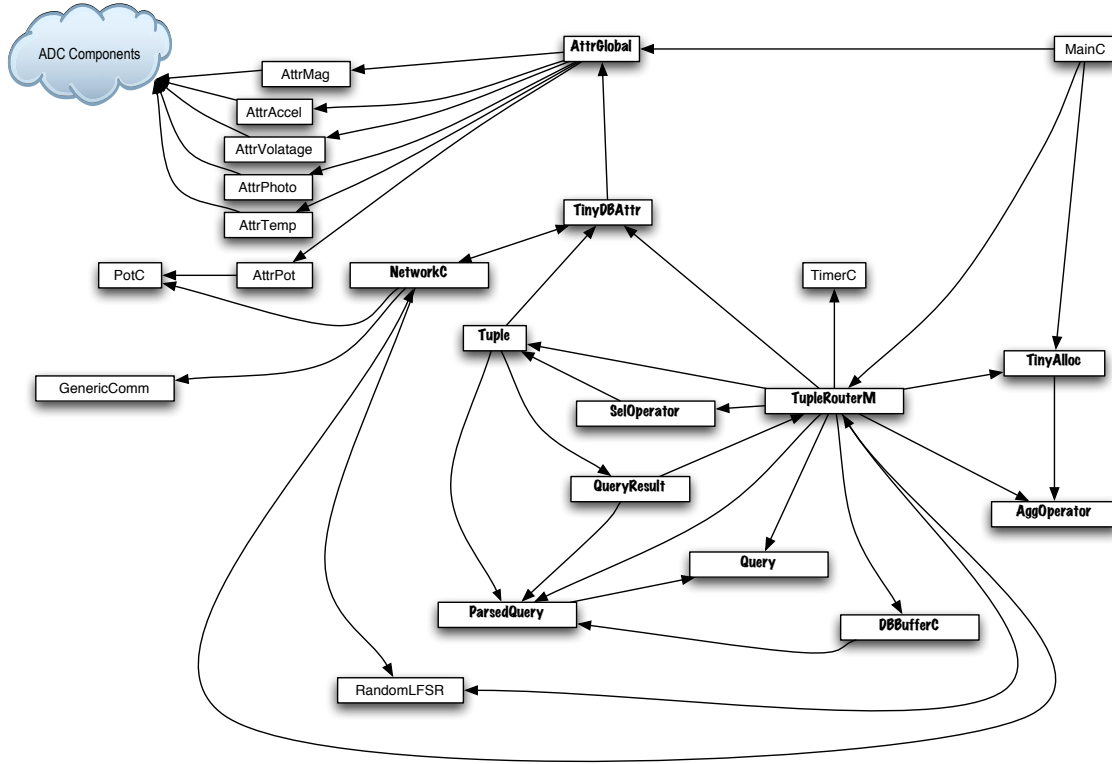 ADC Components
AttrGlobal
MainC
AttrMag
AttrAccel
AttrVolatage
AttrPhoto
AttrTemp
TinyDBAttr
PotC
AttrPot
NetworkC
TimerC
Tuple
TinyAlloc
GenericComm
SelOperator
TupleRouterM
QueryResult
AggOperator
Query
ParsedQuery
DBBufferC
RandomLFSR